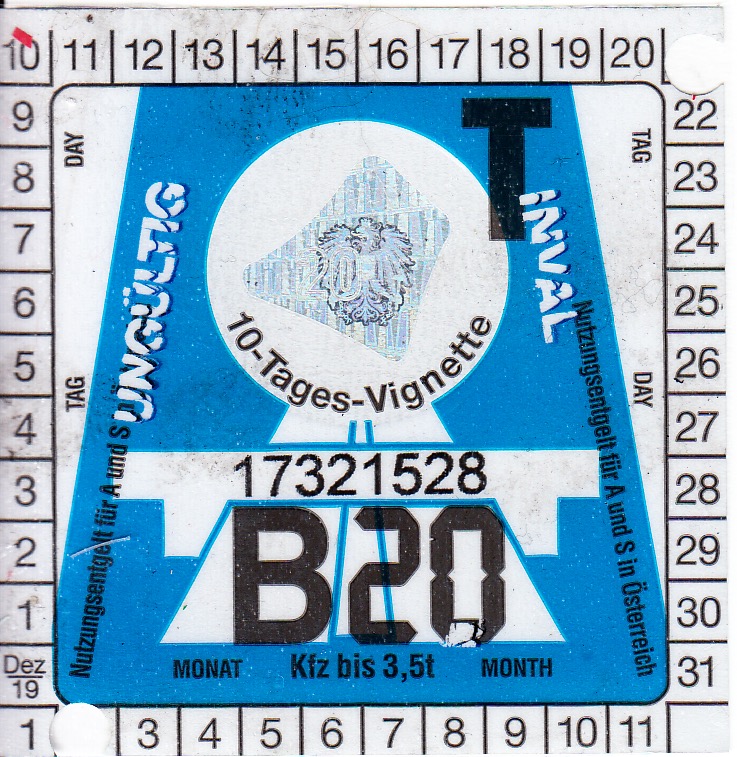 10 11 12 13 14 15 16 17 18 19 20
9 DAY T TAG 22
8 23
UNGÜLTIG INVAL
7 24
6 25
10-Tages-Vignette
5 TAG DAY 26
4 27
Nutzungsentgelt für A und S
Nutzungsentgelt für A und S in Österreich
17321528
3 28
B20
2 29
1 30
Dez
19
MONAT Kfz bis 3,5t MONTH
31
1 3 4 5 6 7 8 9 10 11